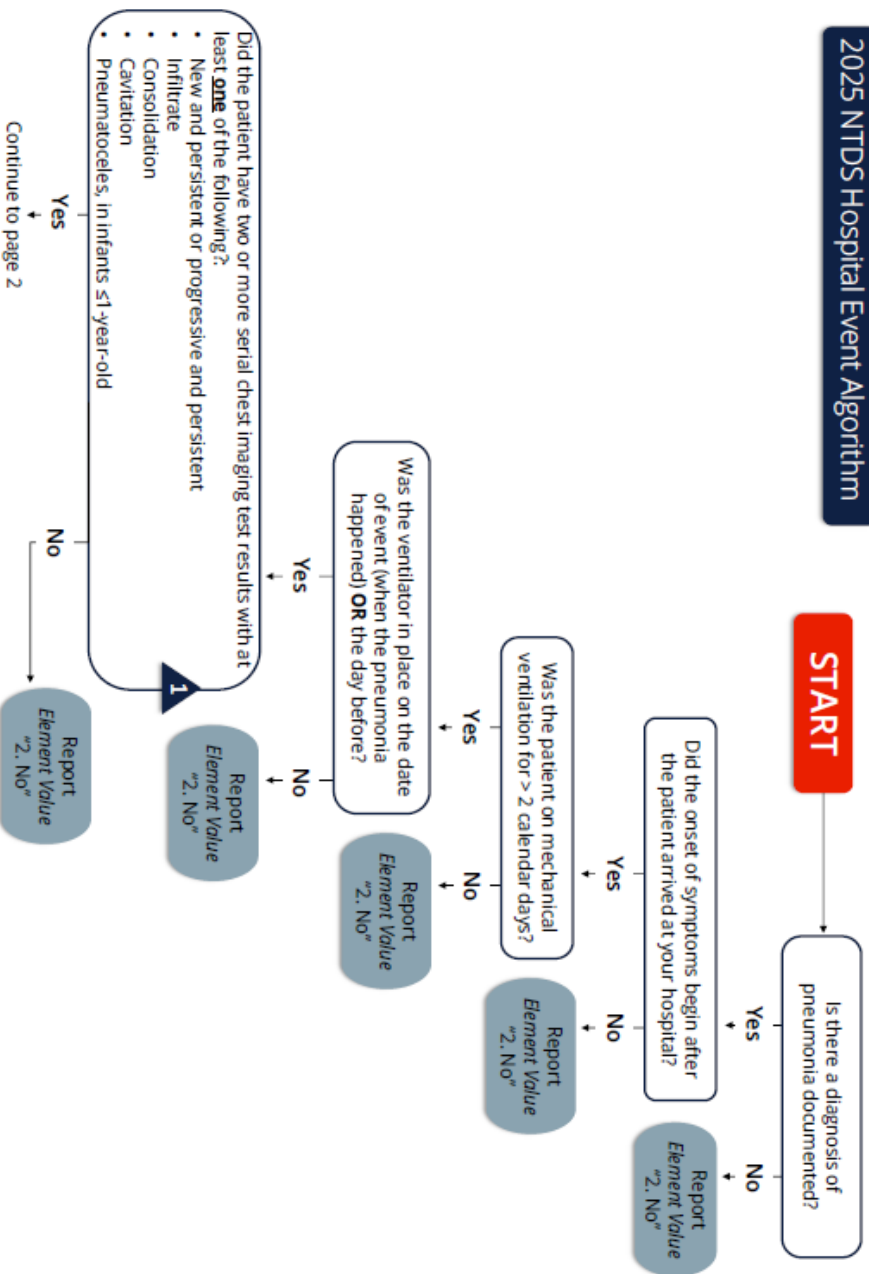 2025 NTDS Hospital Event Algorithm
START
Is there a diagnosis of
pneumonia documented?
Yes
No
Report
Element Value
"2. No"
Did the onset of symptoms begin after
the patient arrived at your hospital?
Yes
No
Report
Element Value
"2. No"
Was the patient on mechanical
ventilation for > 2 calendar days?
Yes
No
Report
Element Value
"2. No"
Was the ventilator in place on the date
of event (when the pneumonia
happened) OR the day before?
Yes
No
Report
Element Value
"2. No"
Did the patient have two or more serial chest imaging test results with at
least one of the following?:
• New and persistent or progressive and persistent
• Infiltrate
• Consolidation
• Cavitation
• Pneumatoceles, in infants ≤1-year-old
1
Yes
No
Continue to page 2
Report
Element Value
"2. No"